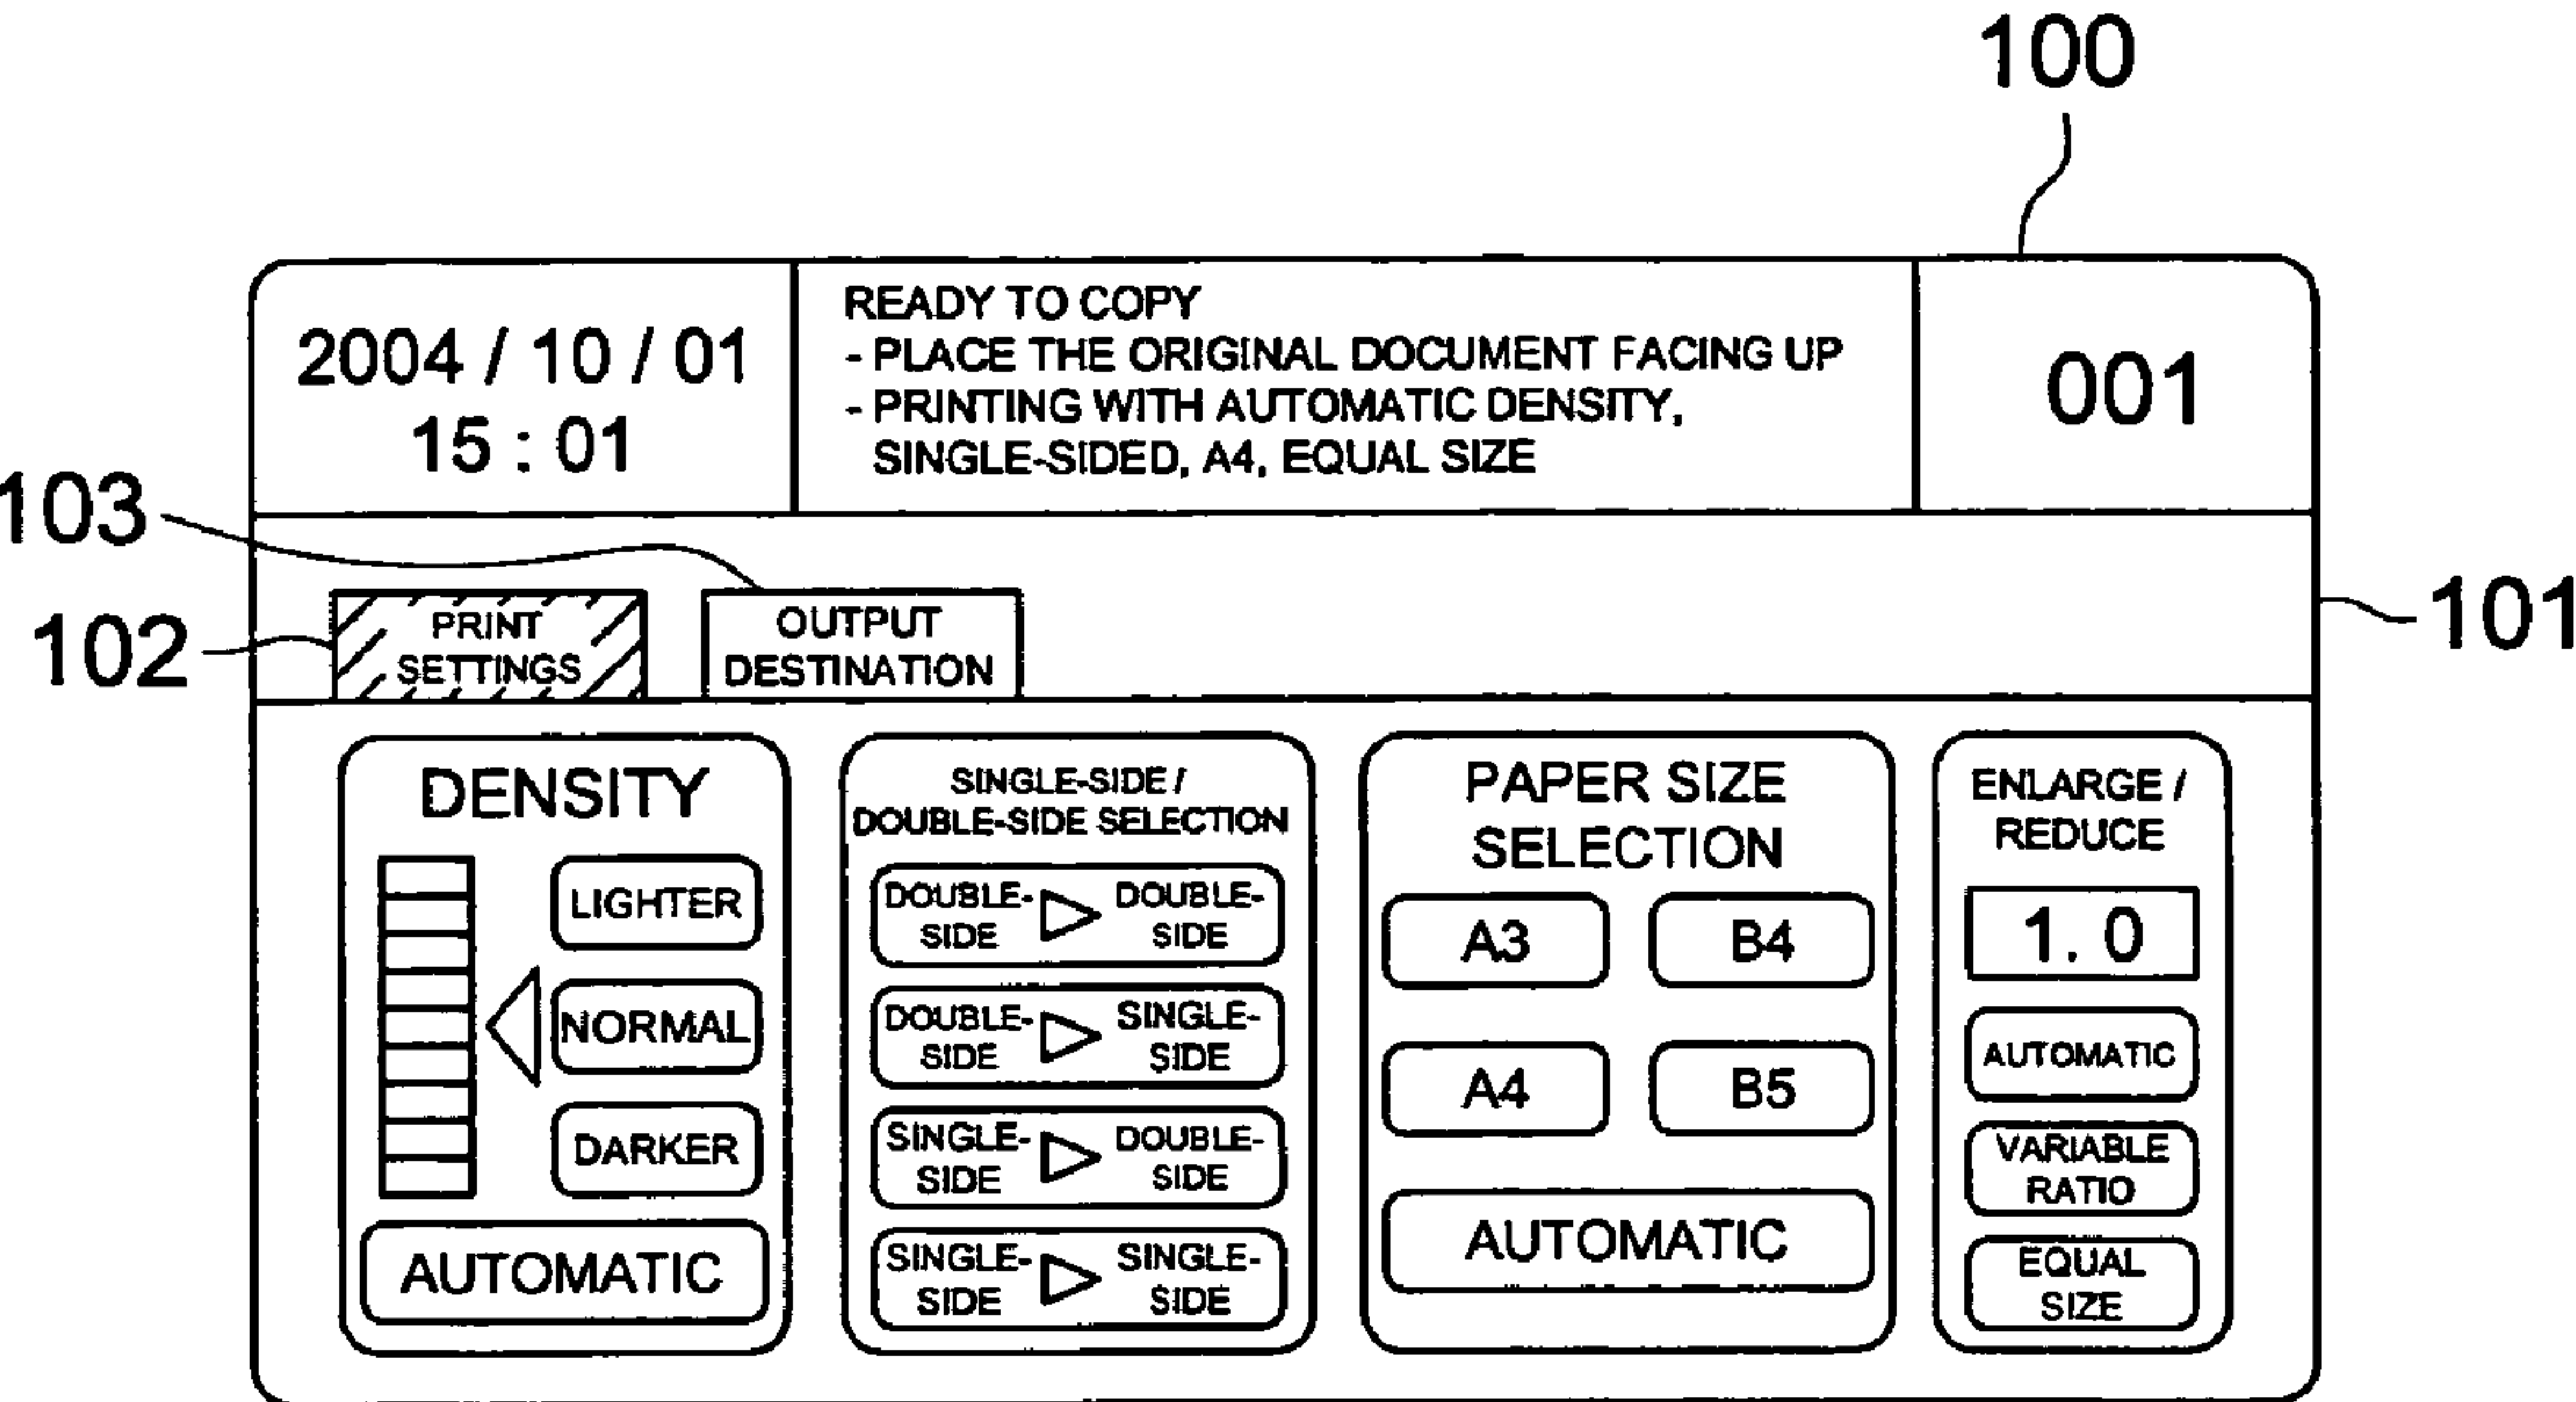 100
2004 / 10 / 01
15 : 01
READY TO COPY
- PLACE THE ORIGINAL DOCUMENT FACING UP
- PRINTING WITH AUTOMATIC DENSITY,
SINGLE-SIDED, A4, EQUAL SIZE
001
103
102
101
PRINT
SETTINGS
OUTPUT
DESTINATION
DENSITY
LIGHTER
NORMAL
DARKER
AUTOMATIC
SINGLE-SIDE /
DOUBLE-SIDE SELECTION
DOUBLE-
SIDE
DOUBLE-
SIDE
DOUBLE-
SIDE
SINGLE-
SIDE
SINGLE-
SIDE
DOUBLE-
SIDE
SINGLE-
SIDE
SINGLE-
SIDE
PAPER SIZE
SELECTION
A3
B4
A4
B5
AUTOMATIC
ENLARGE /
REDUCE
1. 0
AUTOMATIC
VARIABLE
RATIO
EQUAL
SIZE